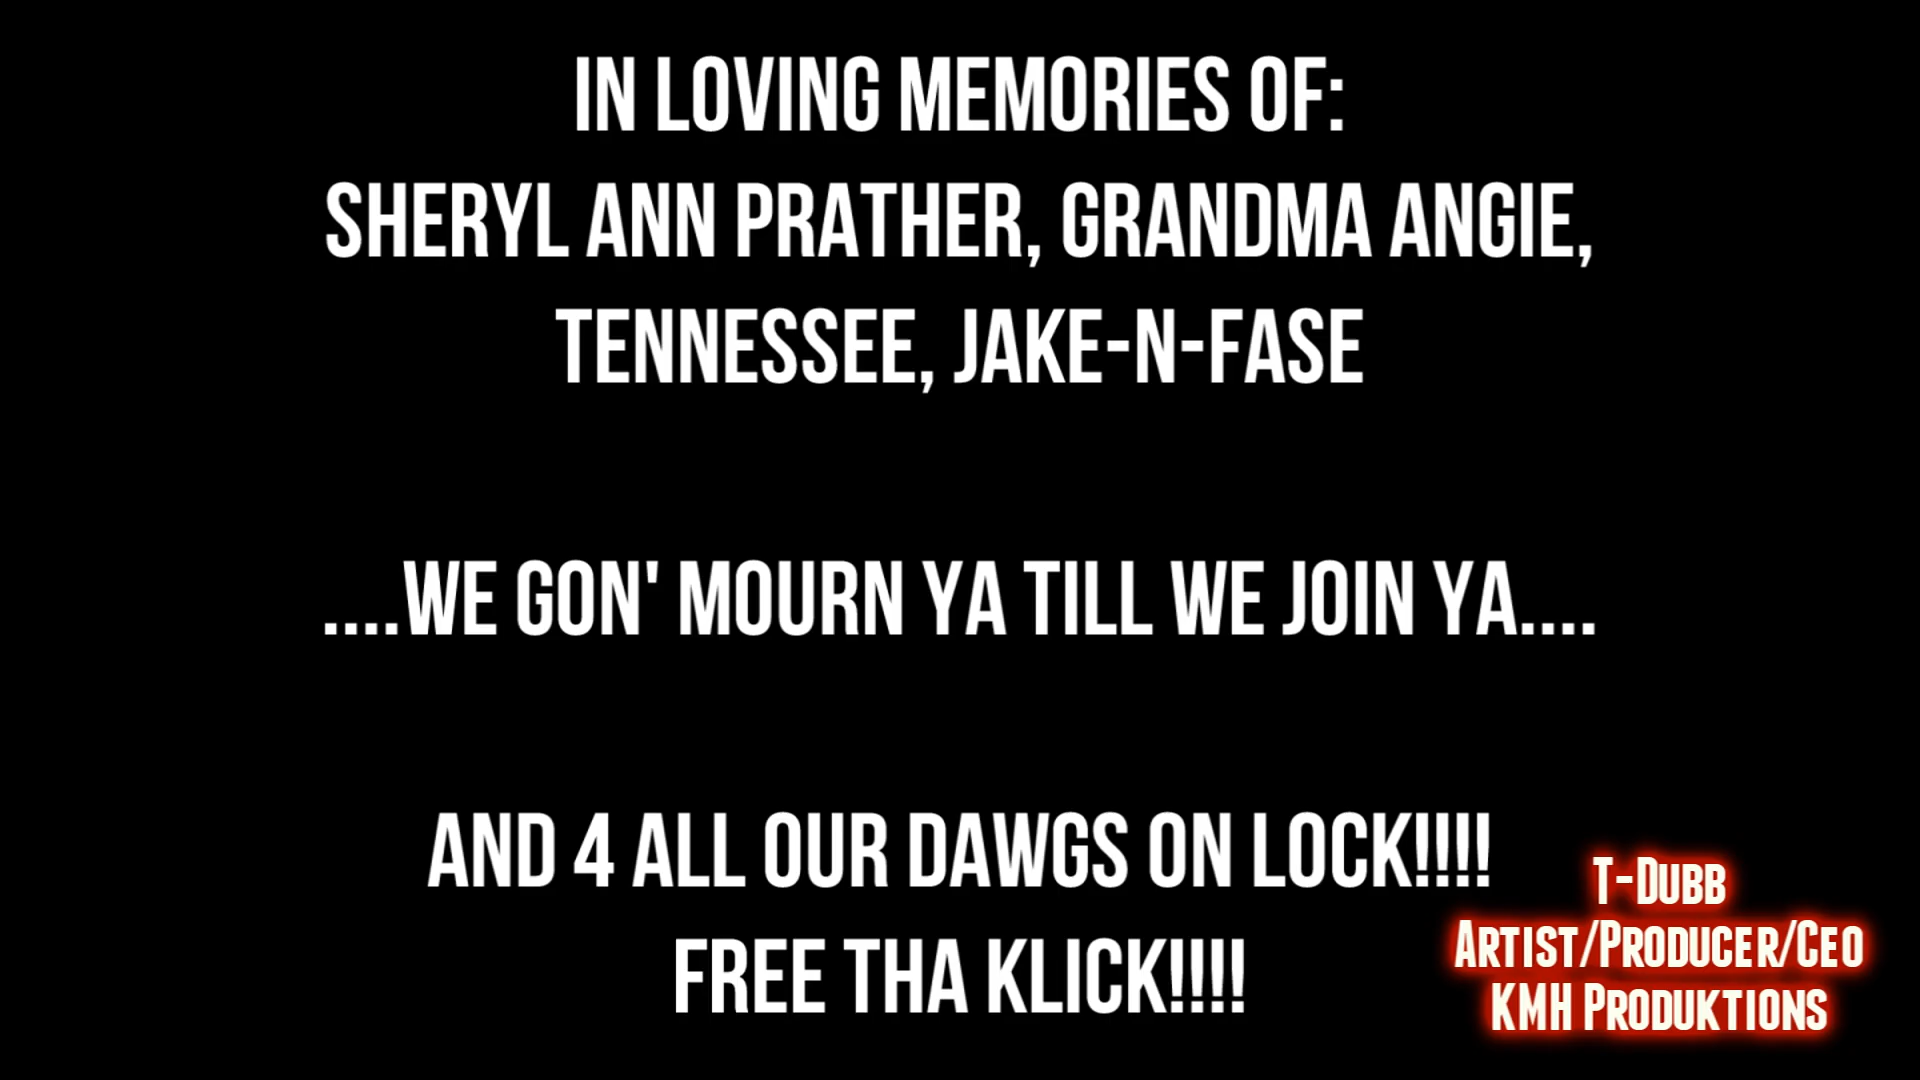 IN LOVING MEMORIES OF:
SHERYL ANN PRATHER, GRANDMA ANGIE,
TENNESSEE, JAKE-N-FASE
....WE GON' MOURN YA TILL WE JOIN YA....
AND 4 ALL OUR DAWGS ON LOCK!!!!
FREE THA KLICK!!!!
T-Dubb
Artist/Producer/Ceo
KMH Produktions